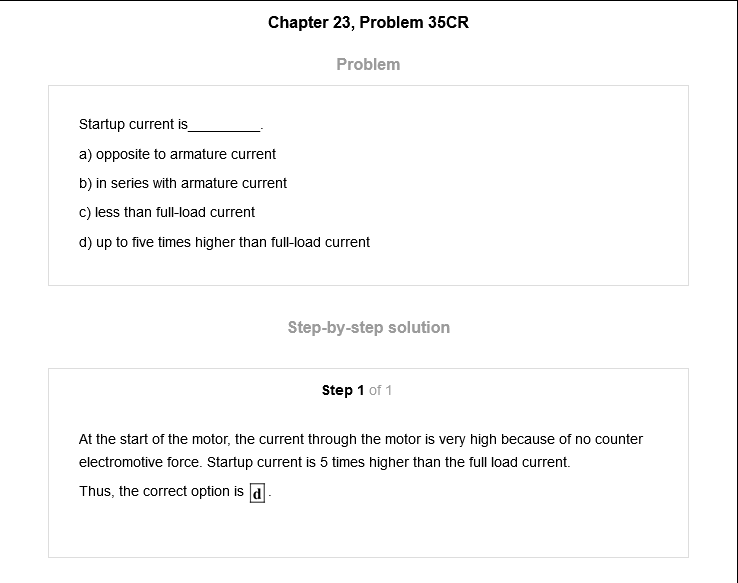 Chapter 23, Problem 35CR
Problem
Startup current is__________.
a) opposite to armature current
b) in series with armature current
c) less than full-load current
d) up to five times higher than full-load current
Step-by-step solution
Step 1 of 1
At the start of the motor, the current through the motor is very high because of no counter
electromotive force. Startup current is 5 times higher than the full load current.
Thus, the correct option is d.